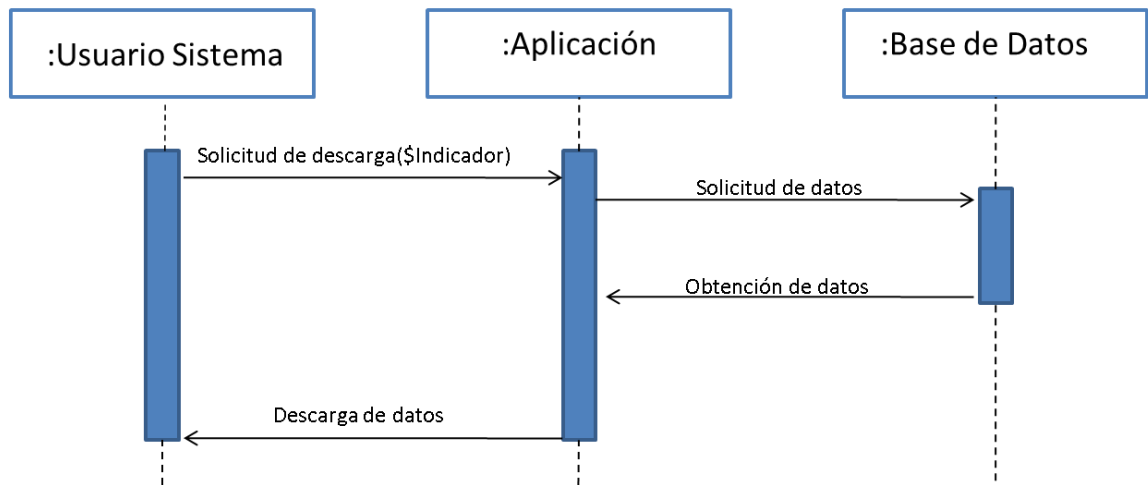 :Usuario Sistema
:Aplicación
:Base de Datos
Solicitud de descarga($Indicador)
Solicitud de datos
Obtención de datos
Descarga de datos